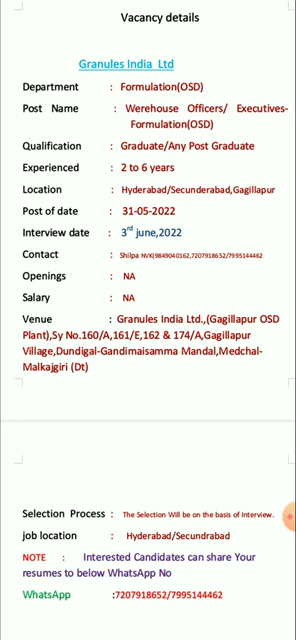 Vacancy details
Granules India Ltd
Department : Formulation(OSD)
Post Name : Werehouse Officers/ Executives-
Formulation(OSD)
Qualification : Graduate/Any Post Graduate
Experienced : 2 to 6 years
Location : Hyderabad/Secunderabad,Gagillapur
Post of date : 31-05-2022
Interview date : 3rd june,2022
Contact : Shilpa NVK(9849040162,7207918652/7995144462
Openings : NA
Salary : NA
Venue : Granules India Ltd.,(Gagillapur OSD
Plant),Sy No.160/A,161/E,162 & 174/A,Gagillapur
Village,Dundigal-Gandimaisamma Mandal,Medchal-
Malkajgiri (Dt)
Selection Process : The Selection Will be on the basis of Interview.
job location : Hyderabad/Secundrabad
NOTE : Interested Candidates can share Your
resumes to below WhatsApp No
WhatsApp :7207918652/7995144462